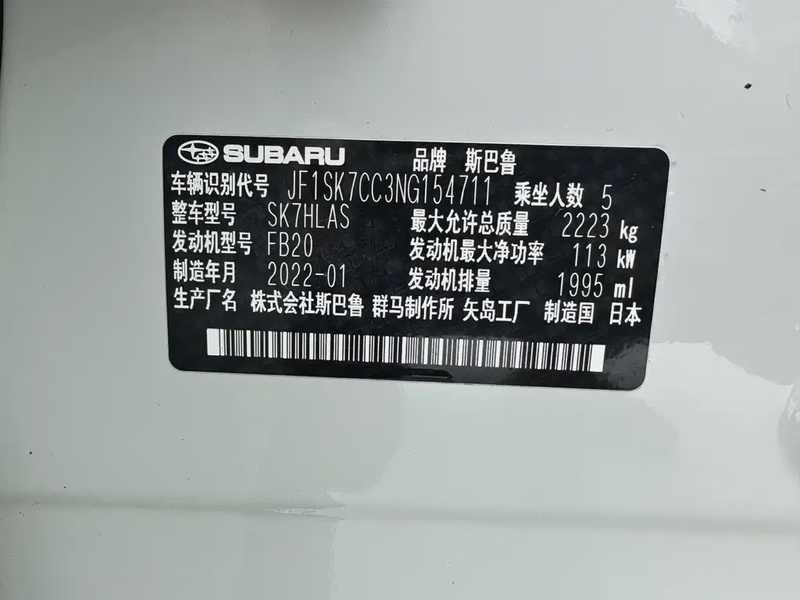 SUBARU 品牌 斯巴鲁
车辆识别代号 JF1SK7CC3NG154711 乘坐人数 5
整车型号 SK7HLAS 最大允许总质量 2223 kg
发动机型号 FB20 发动机最大净功率 113 kW
制造年月 2022-01 发动机排量 1995 ml
生产厂名 株式会社斯巴鲁 群马制作所 矢岛工厂 制造国 日本